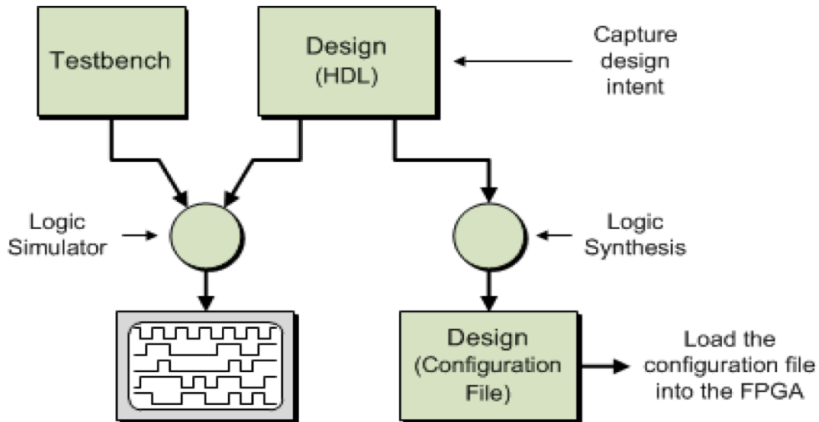 Testbench
Design
(HDL)
Capture
design
intent
Logic
Simulator
Logic
Synthesis
Design
(Configuration
File)
Load the
configuration file
into the FPGA